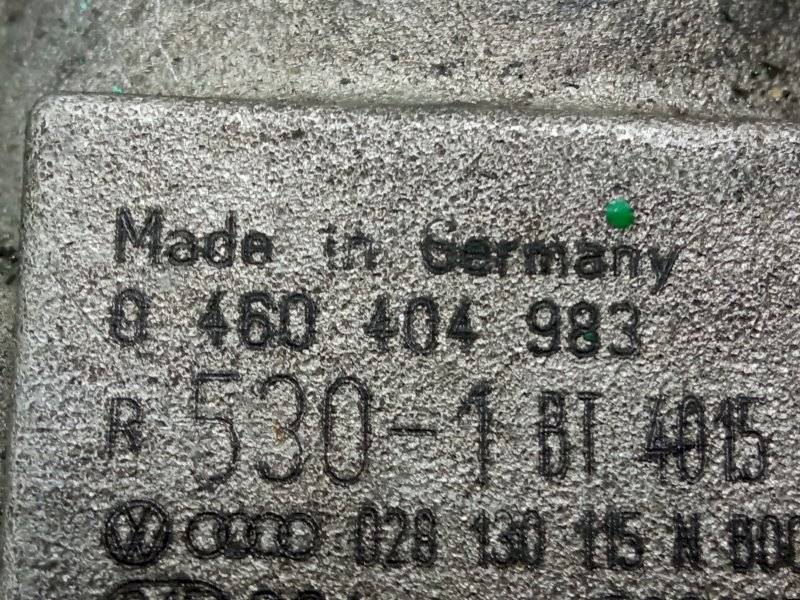 Made in Germany
0 460 404 983
R 530-1 BT 4015
028 130 115 N